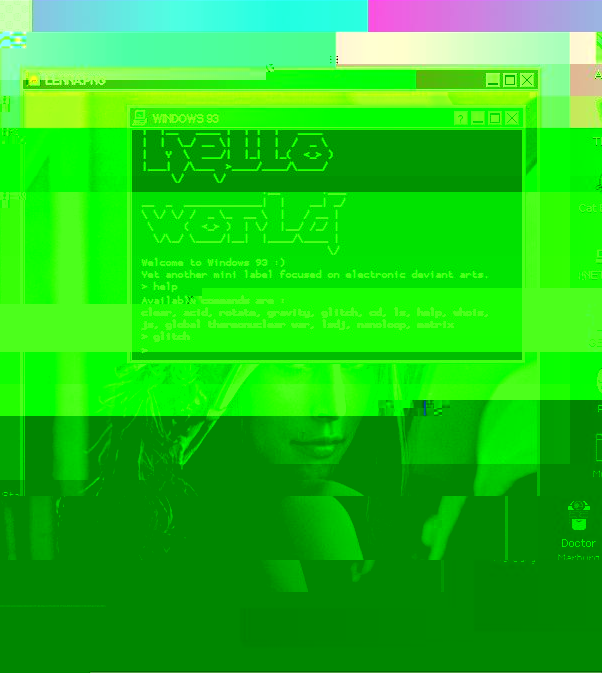 LENNA.PNG
WINDOWS 93
hello
world
Welcome to Windows 93 :)
Yet another mini label focused on electronic deviant arts.
> help
Available commands are :
clear, acid, rotate, gravity, glitch, cd, ls, help, whois,
js, global thermonuclear war, lmdj, nanoloop, matrix
> glitch
>
Doctor